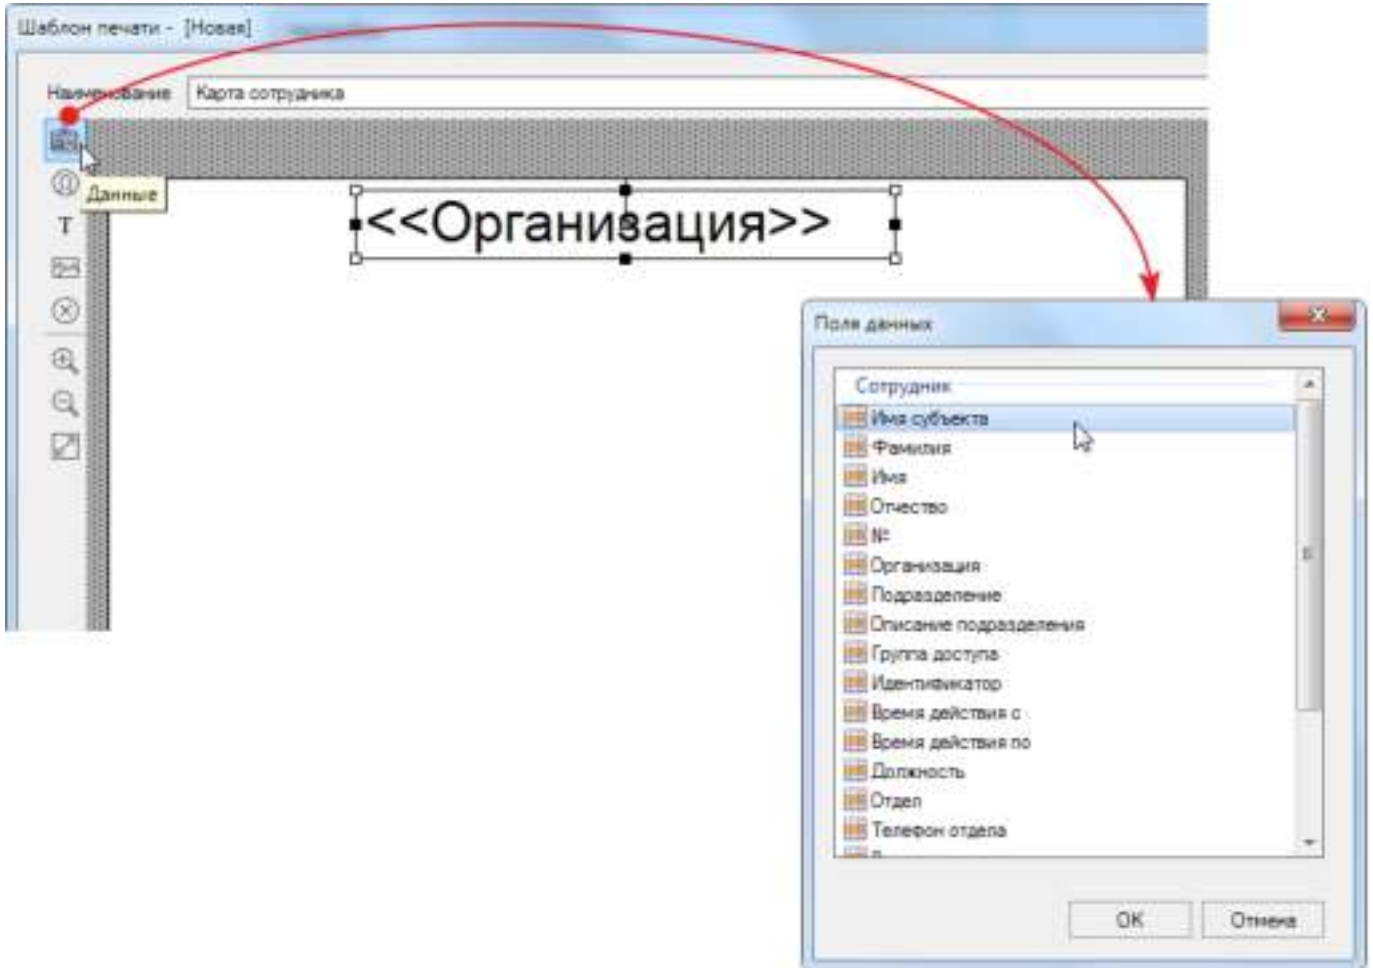 Шаблон печати - [Новая]
Наименование Карта сотрудника
Данные
<<Организация>>
Поля данных
Сотрудник
Имя субъекта
Фамилия
Имя
Отчество
№
Организация
Подразделение
Описание подразделения
Группа доступа
Идентификатор
Время действия с
Время действия по
Должность
Отдел
Телефон отдела
OK Отмена